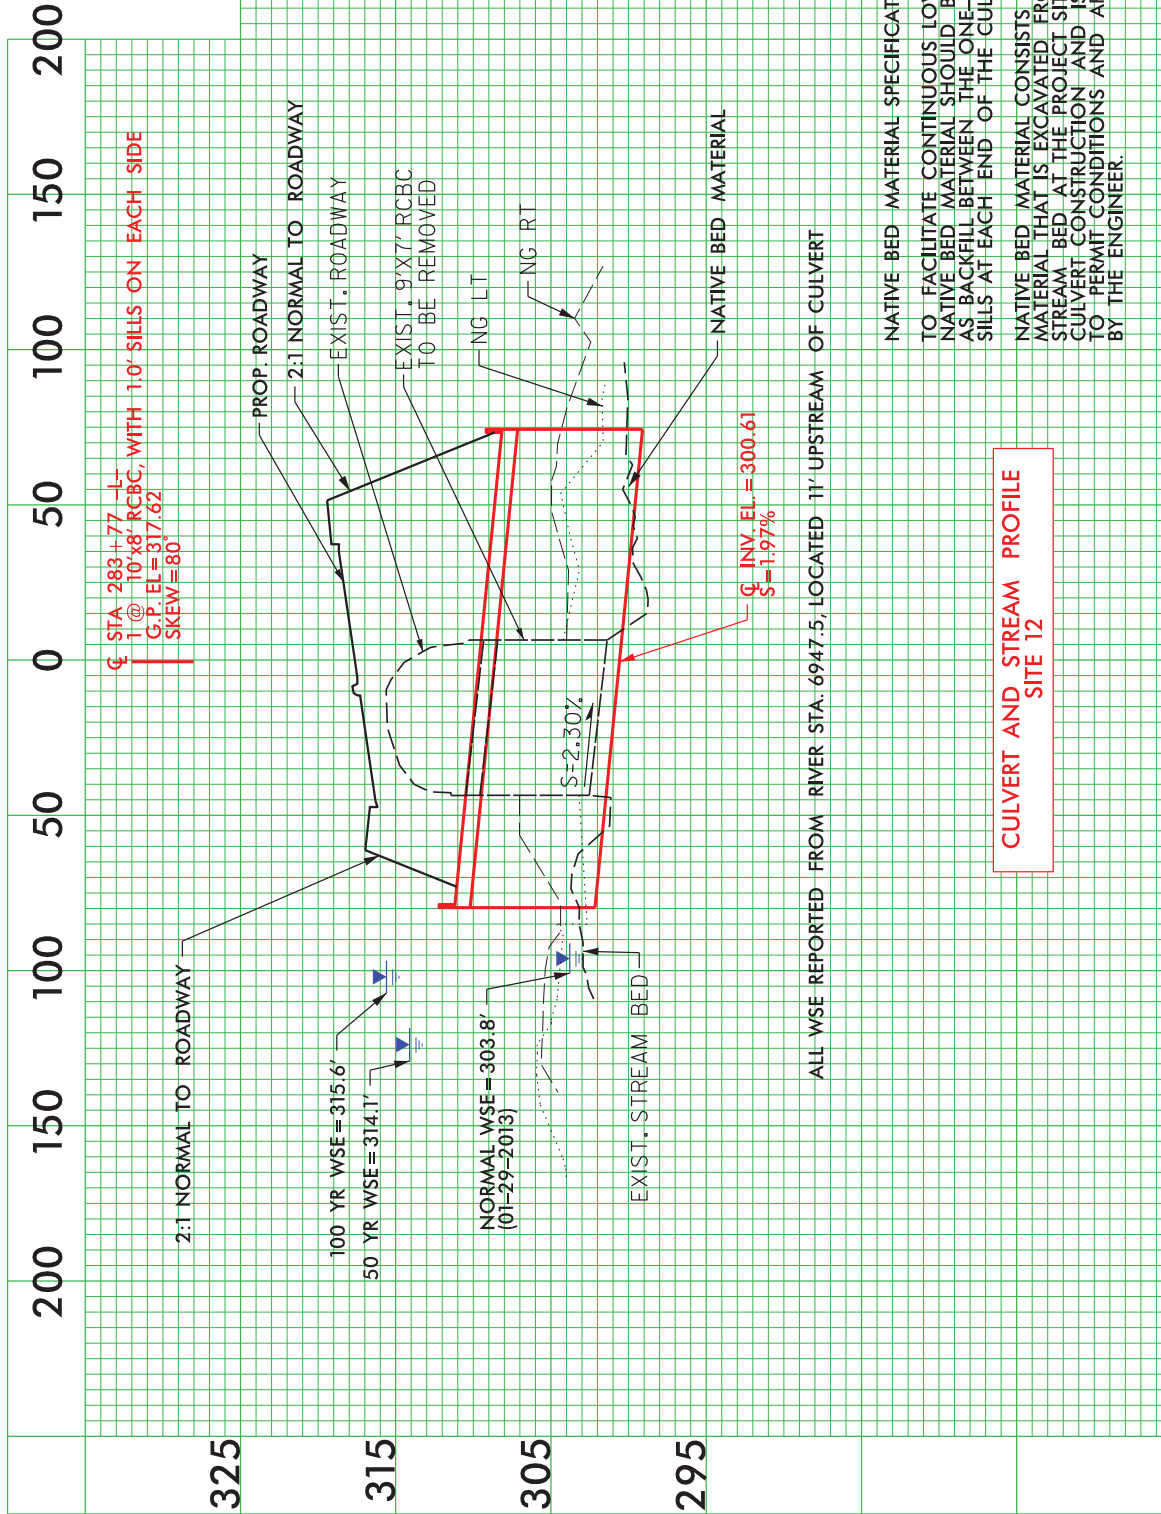 200
150
100
50
0
50
100
150
200
325
315
305
295
℄ STA 283+77 -L-
1 @ 10'x8' RCBC, WITH 1.0' SILLS ON EACH SIDE
G.P. EL = 317.62
SKEW = 80°
2:1 NORMAL TO ROADWAY
PROP. ROADWAY
2:1 NORMAL TO ROADWAY
EXIST. ROADWAY
EXIST. 9'X7' RCBC
TO BE REMOVED
NG LT
NG RT
NATIVE BED MATERIAL
100 YR WSE = 315.6'
50 YR WSE = 314.1'
NORMAL WSE = 303.8'
(01-29-2013)
EXIST. STREAM BED
S=2.30%
℄ INV. EL. = 300.61
S = 1.97%
ALL WSE REPORTED FROM RIVER STA. 6947.5, LOCATED 11' UPSTREAM OF CULVERT
NATIVE BED MATERIAL
TO FACILITATE CONTINUOUS
NATIVE BED MATERIAL SHOULD
AS BACKFILL BETWEEN THE ONE-
SILLS AT EACH END OF THE
NATIVE BED MATERIAL CONSISTS
MATERIAL THAT IS EXCAVATED
STREAM BED AT THE PROJECT
CULVERT CONSTRUCTION AND
TO PERMIT CONDITIONS AND
BY THE ENGINEER.
CULVERT AND STREAM PROFILE
SITE 12